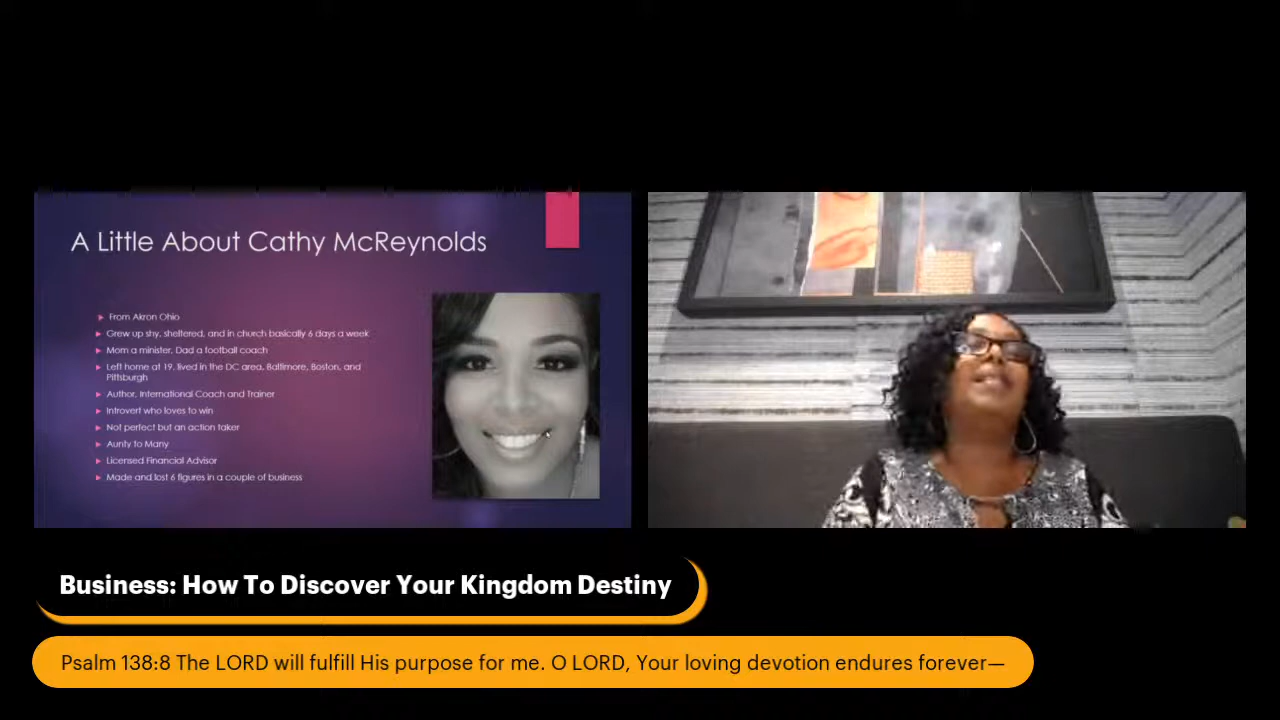 A Little About Cathy McReynolds
From Akron Ohio
Grew up shy, sheltered, and in church basically 6 days a week
Mom a minister, Dad a football coach
Left home at 19, lived in the DC area, Baltimore, Boston, and
Pittsburgh
Author, International Coach and Trainer
Introvert who loves to win
Not perfect but an action taker
Aunty to Many
Licensed Financial Advisor
Made and lost 6 figures in a couple of business
Business: How To Discover Your Kingdom Destiny
Psalm 138:8 The LORD will fulfill His purpose for me. O LORD, Your loving devotion endures forever—